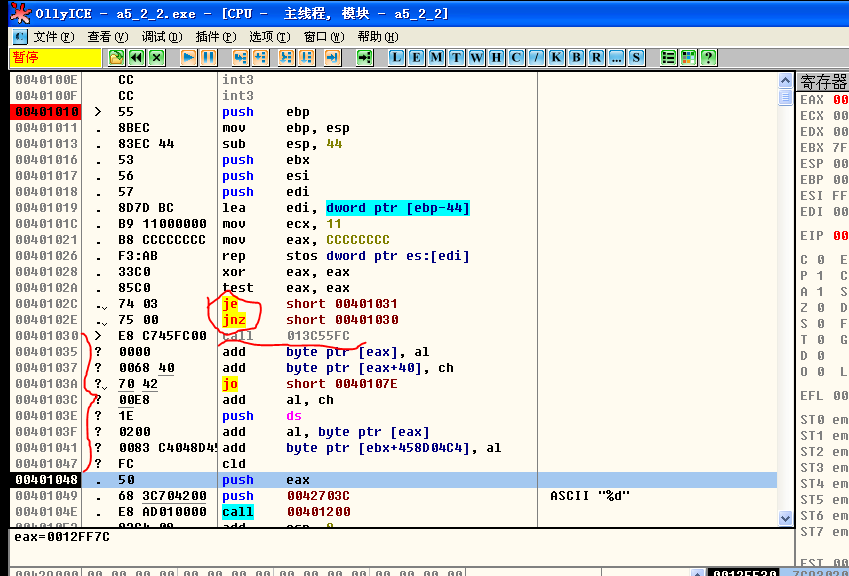 OllyICE - a5_2_2.exe - [CPU - 主线程, 模块 - a5_2_2]
文件(F) 查看(V) 调试(D) 插件(P) 选项(T) 窗口(W) 帮助(H)
暂停 L E M T W H C / K B R ... S ?
0040100E CC int3
0040100F CC int3
00401010 > 55 push ebp
00401011 . 8BEC mov ebp, esp
00401013 . 83EC 44 sub esp, 44
00401016 . 53 push ebx
00401017 . 56 push esi
00401018 . 57 push edi
00401019 . 8D7D BC lea edi, dword ptr [ebp-44]
0040101C . B9 11000000 mov ecx, 11
00401021 . B8 CCCCCCCC mov eax, CCCCCCCC
00401026 . F3:AB rep stos dword ptr es:[edi]
00401028 . 33C0 xor eax, eax
0040102A . 85C0 test eax, eax
0040102C . 74 03 je short 00401031
0040102E . 75 00 jnz short 00401030
00401030 > E8 C745FC00 call 013C55FC
00401035 ? 0000 add byte ptr [eax], al
00401037 ? 0068 40 add byte ptr [eax+40], ch
0040103A ? 70 42 jo short 0040107E
0040103C ? 00E8 add al, ch
0040103E ? 1E push ds
0040103F ? 0200 add al, byte ptr [eax]
00401041 ? 0083 C4048D45 add byte ptr [ebx+458D04C4], al
00401047 ? FC cld
00401048 . 50 push eax
00401049 . 68 3C704200 push 0042703C ASCII "%d"
0040104E . E8 AD010000 call 00401200
eax=0012FF7C
寄存器
EAX 00
ECX 00
EDX 00
EBX 7F
ESP 00
EBP 00
ESI FF
EDI 00
EIP 00
C 0 E
P 1 C
A 1 S
Z 0 D
S 0 F
T 0 G
D 0
O 0 L
EFL 00
ST0 em
ST1 em
ST2 em
ST3 em
ST4 em
ST5 em
ST6 em
ST7 em